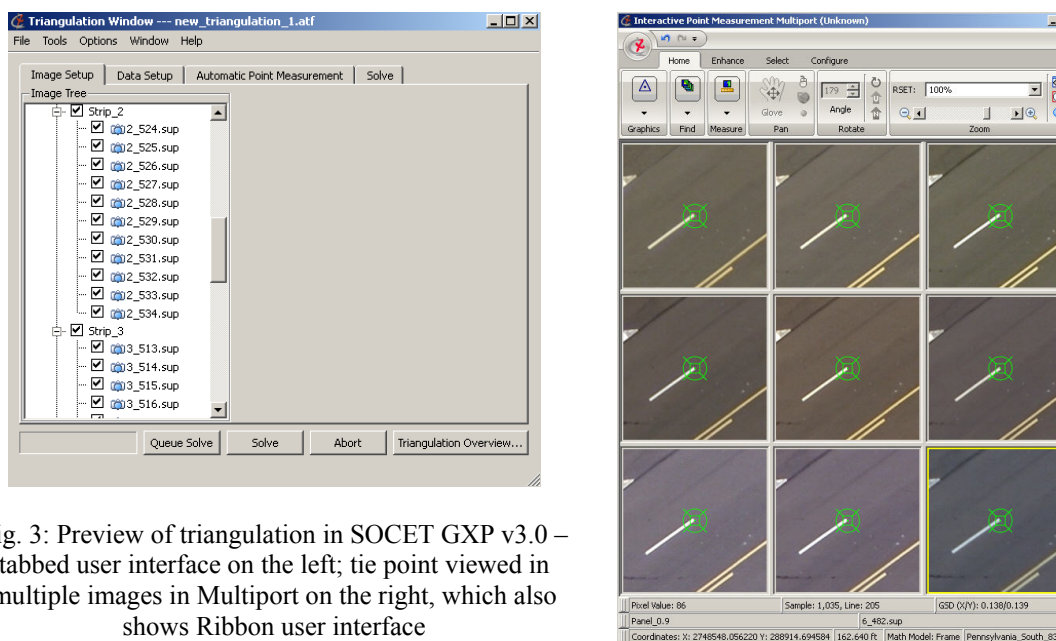 Triangulation Window --- new_triangulation_1.atf
File Tools Options Window Help
Image Setup Data Setup Automatic Point Measurement Solve
Image Tree
Strip_2
2_524.sup
2_525.sup
2_526.sup
2_527.sup
2_528.sup
2_529.sup
2_530.sup
2_531.sup
2_532.sup
2_533.sup
2_534.sup
Strip_3
3_513.sup
3_514.sup
3_515.sup
3_516.sup
Queue Solve Solve Abort Triangulation Overview...
ig. 3: Preview of triangulation in SOCET GXP v3.0 –
tabbed user interface on the left; tie point viewed in
multiple images in Multiport on the right, which also
shows Ribbon user interface
Interactive Point Measurement Multiport (Unknown)
Home Enhance Select Configure
179 RSET: 100%
Glove Angle
Graphics Find Measure Pan Rotate Zoom
Pixel Value: 86 Sample: 1,035, Line: 205 GSD (X/Y): 0.138/0.139
Panel_0.9 6_482.sup
Coordinates: X: 2748548.056220 Y: 288914.694584 162.640 ft Math Model: Frame Pennsylvania_South_83